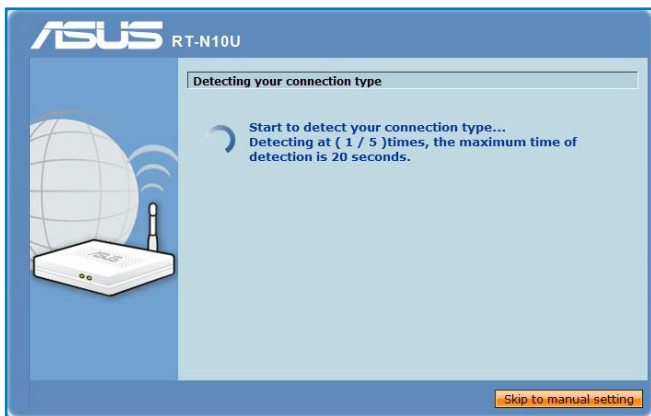 ASUS RT-N10U
Detecting your connection type
Start to detect your connection type...
Detecting at ( 1 / 5 )times, the maximum time of
detection is 20 seconds.
ASUS
Skip to manual setting